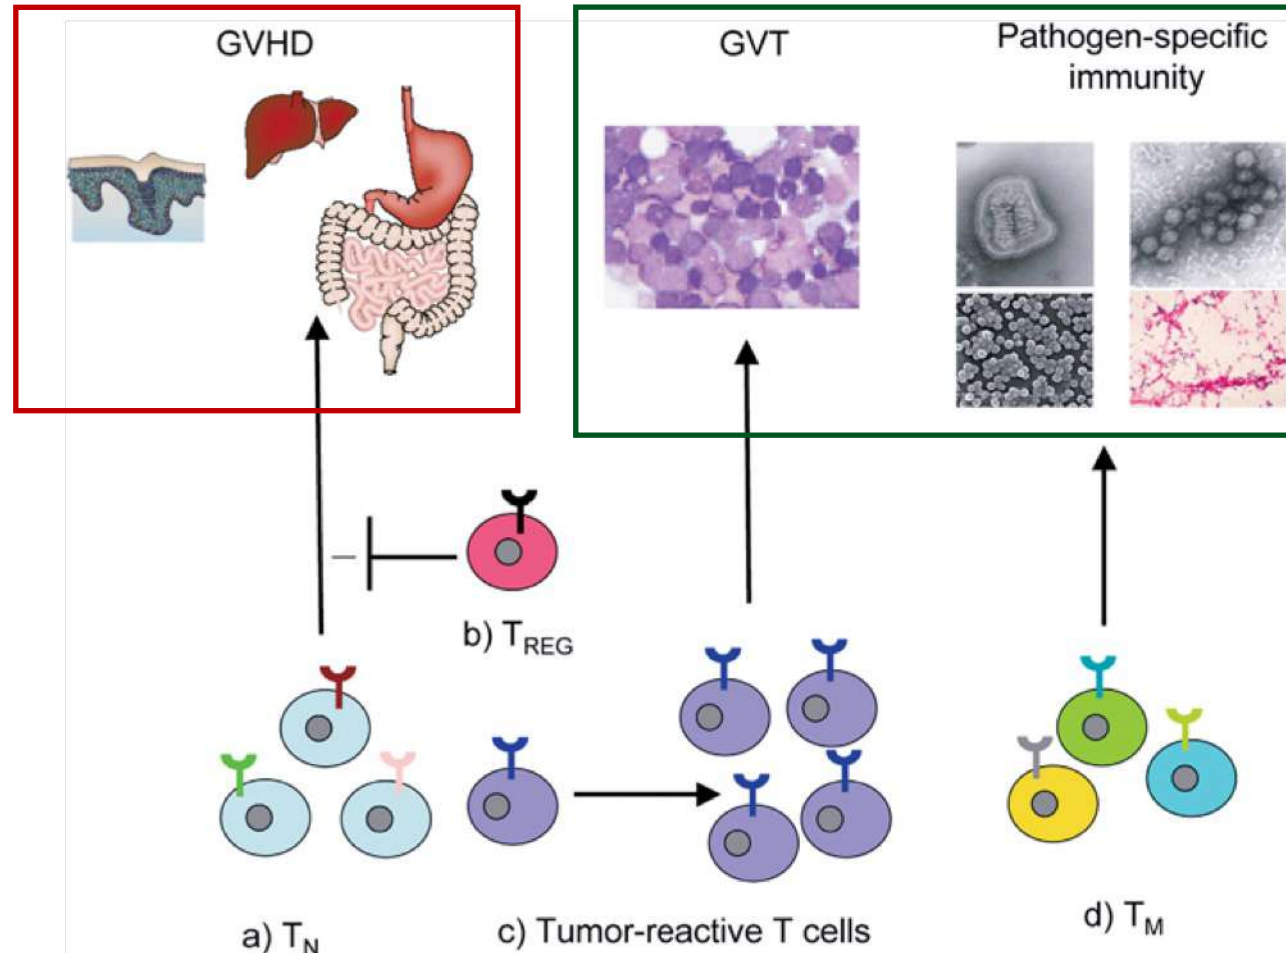 GVHD
GVT
Pathogen-specific
immunity
b) TREG
a) TN
c) Tumor-reactive T cells
d) TM